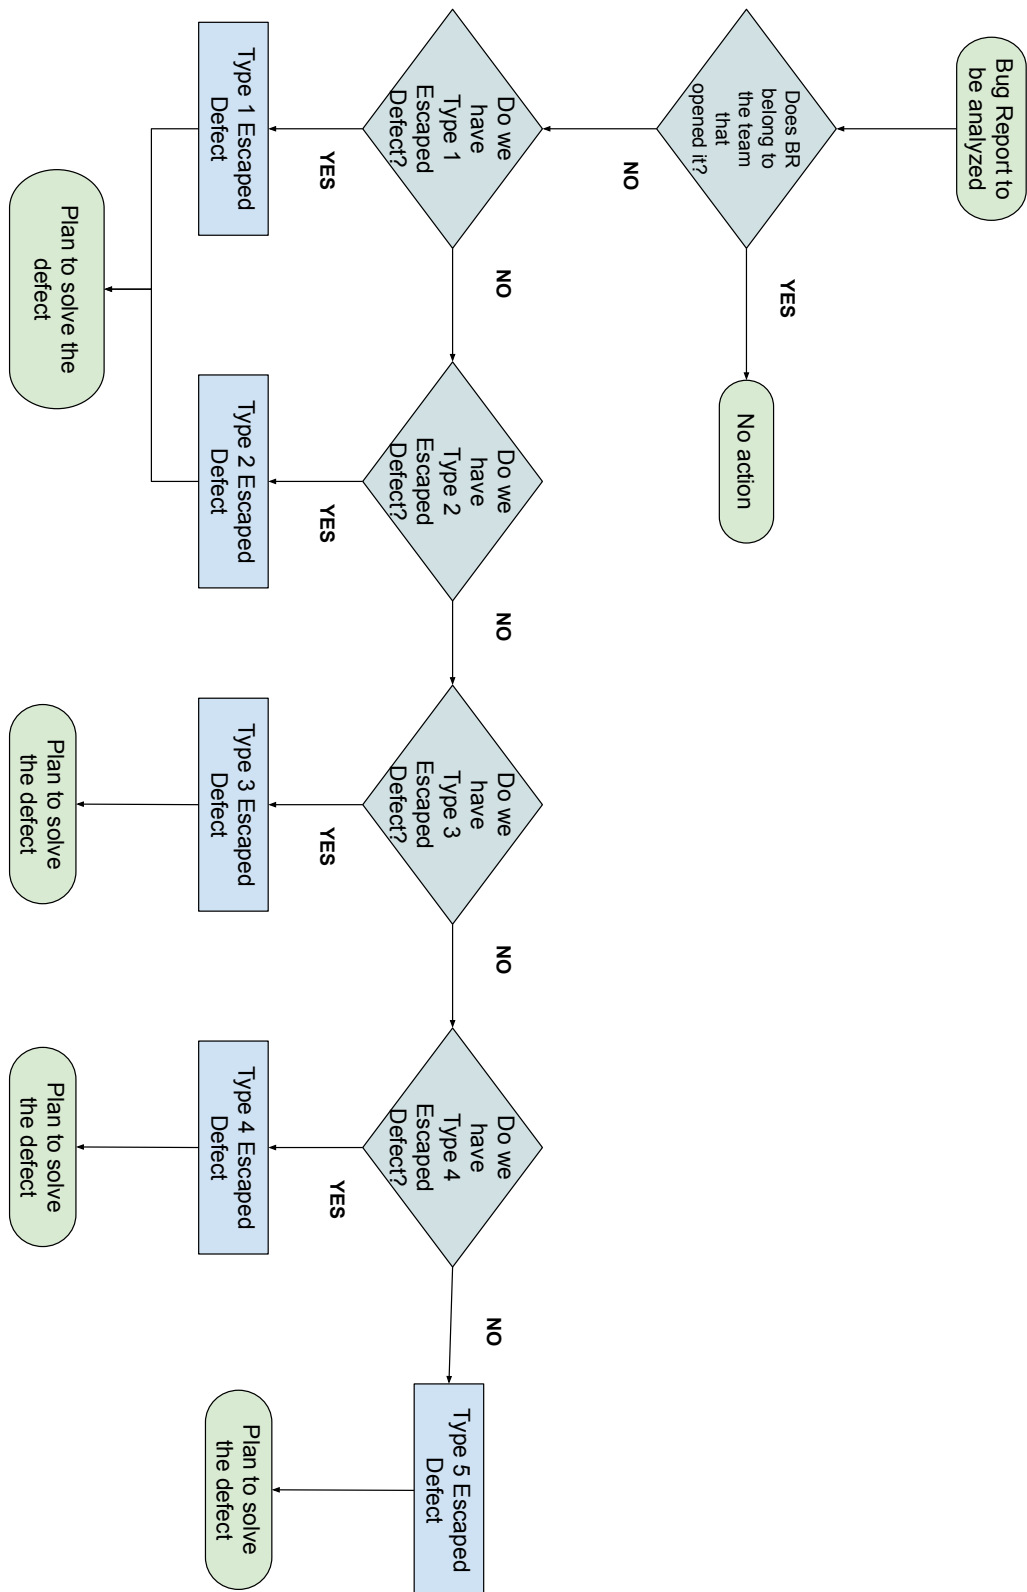 Bug Report to
be analyzed
Does BR
belong to
the team
that
opened it?
YES
No action
NO
Do we
have
Type 1
Escaped
Defect?
NO
Do we
have
Type 2
Escaped
Defect?
NO
Do we
have
Type 3
Escaped
Defect?
NO
Do we
have
Type 4
Escaped
Defect?
NO
Type 5 Escaped
Defect
YES
YES
YES
YES
Type 1 Escaped
Defect
Type 2 Escaped
Defect
Type 3 Escaped
Defect
Type 4 Escaped
Defect
Plan to solve
the defect
Plan to solve the
defect
Plan to solve
the defect
Plan to solve
the defect